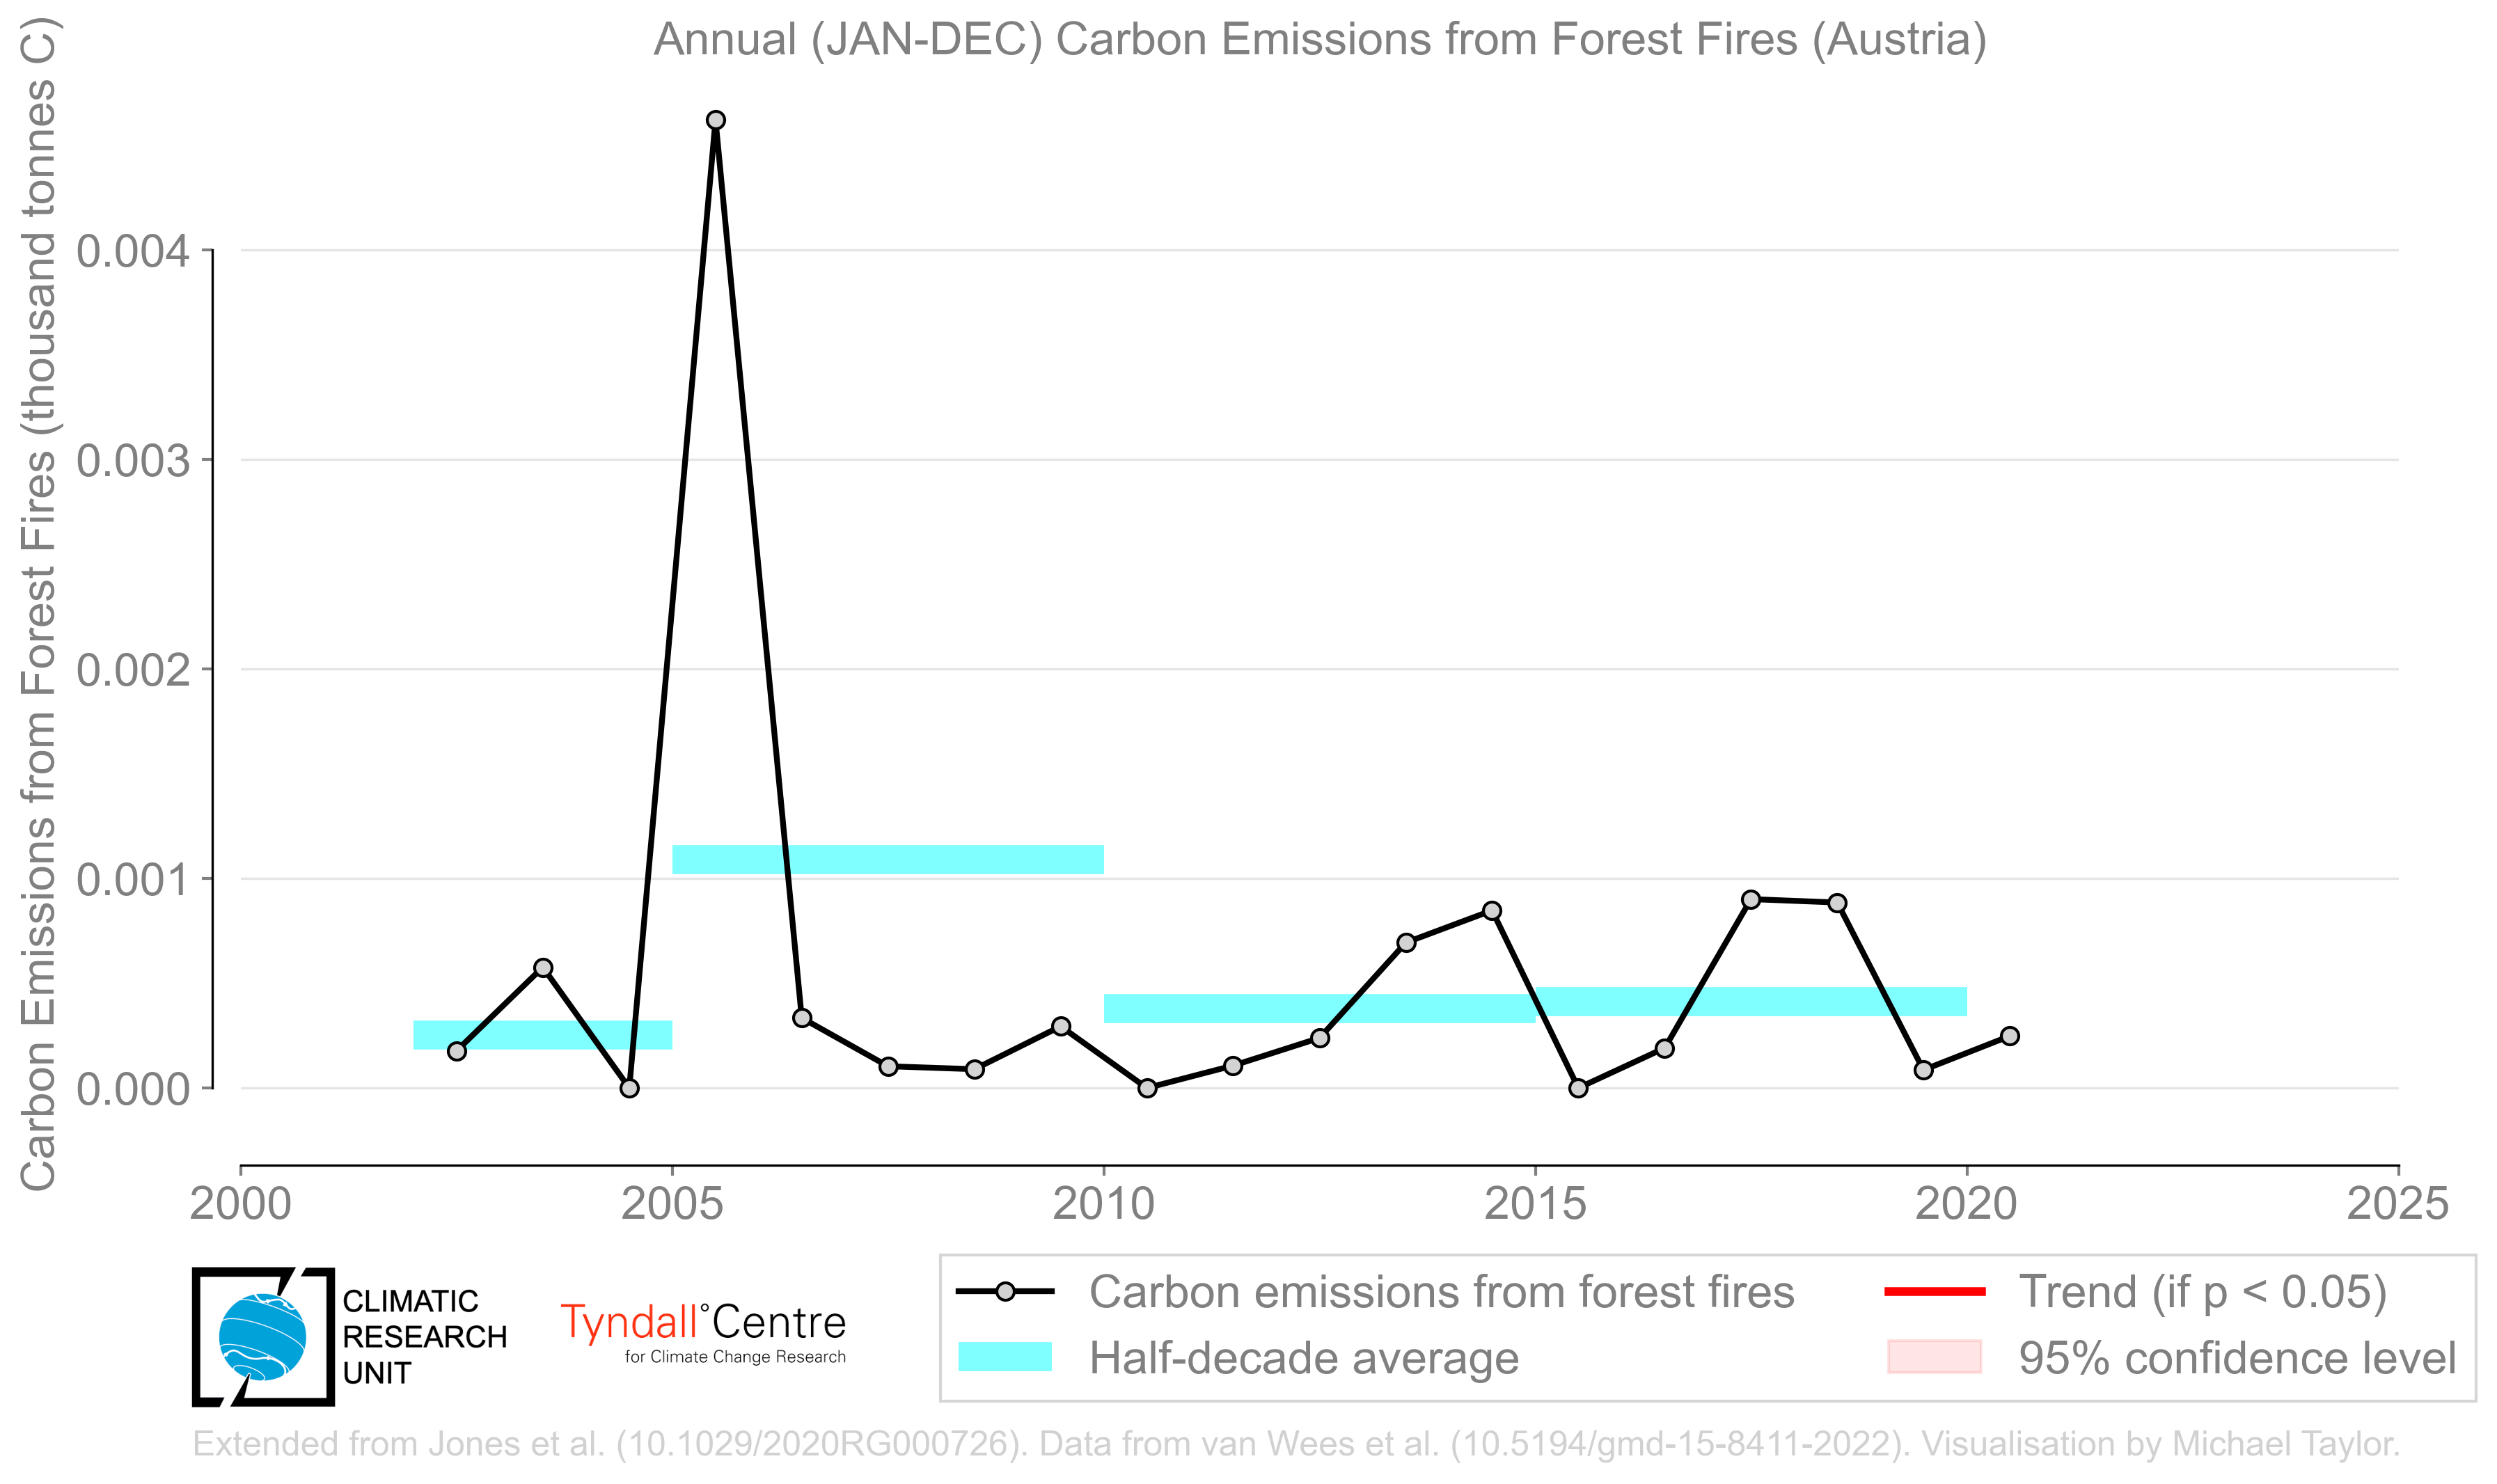 Annual (JAN-DEC) Carbon Emissions from Forest Fires (Austria)
Carbon Emissions from Forest Fires (thousand tonnes C)
0.004
0.003
0.002
0.001
0.000
2000 2005 2010 2015 2020 2025
CLIMATIC
RESEARCH
UNIT
Tyndall°Centre
for Climate Change Research
Carbon emissions from forest fires
Half-decade average
Trend (if p < 0.05)
95% confidence level
Extended from Jones et al. (10.1029/2020RG000726). Data from van Wees et al. (10.5194/gmd-15-8411-2022). Visualisation by Michael Taylor.